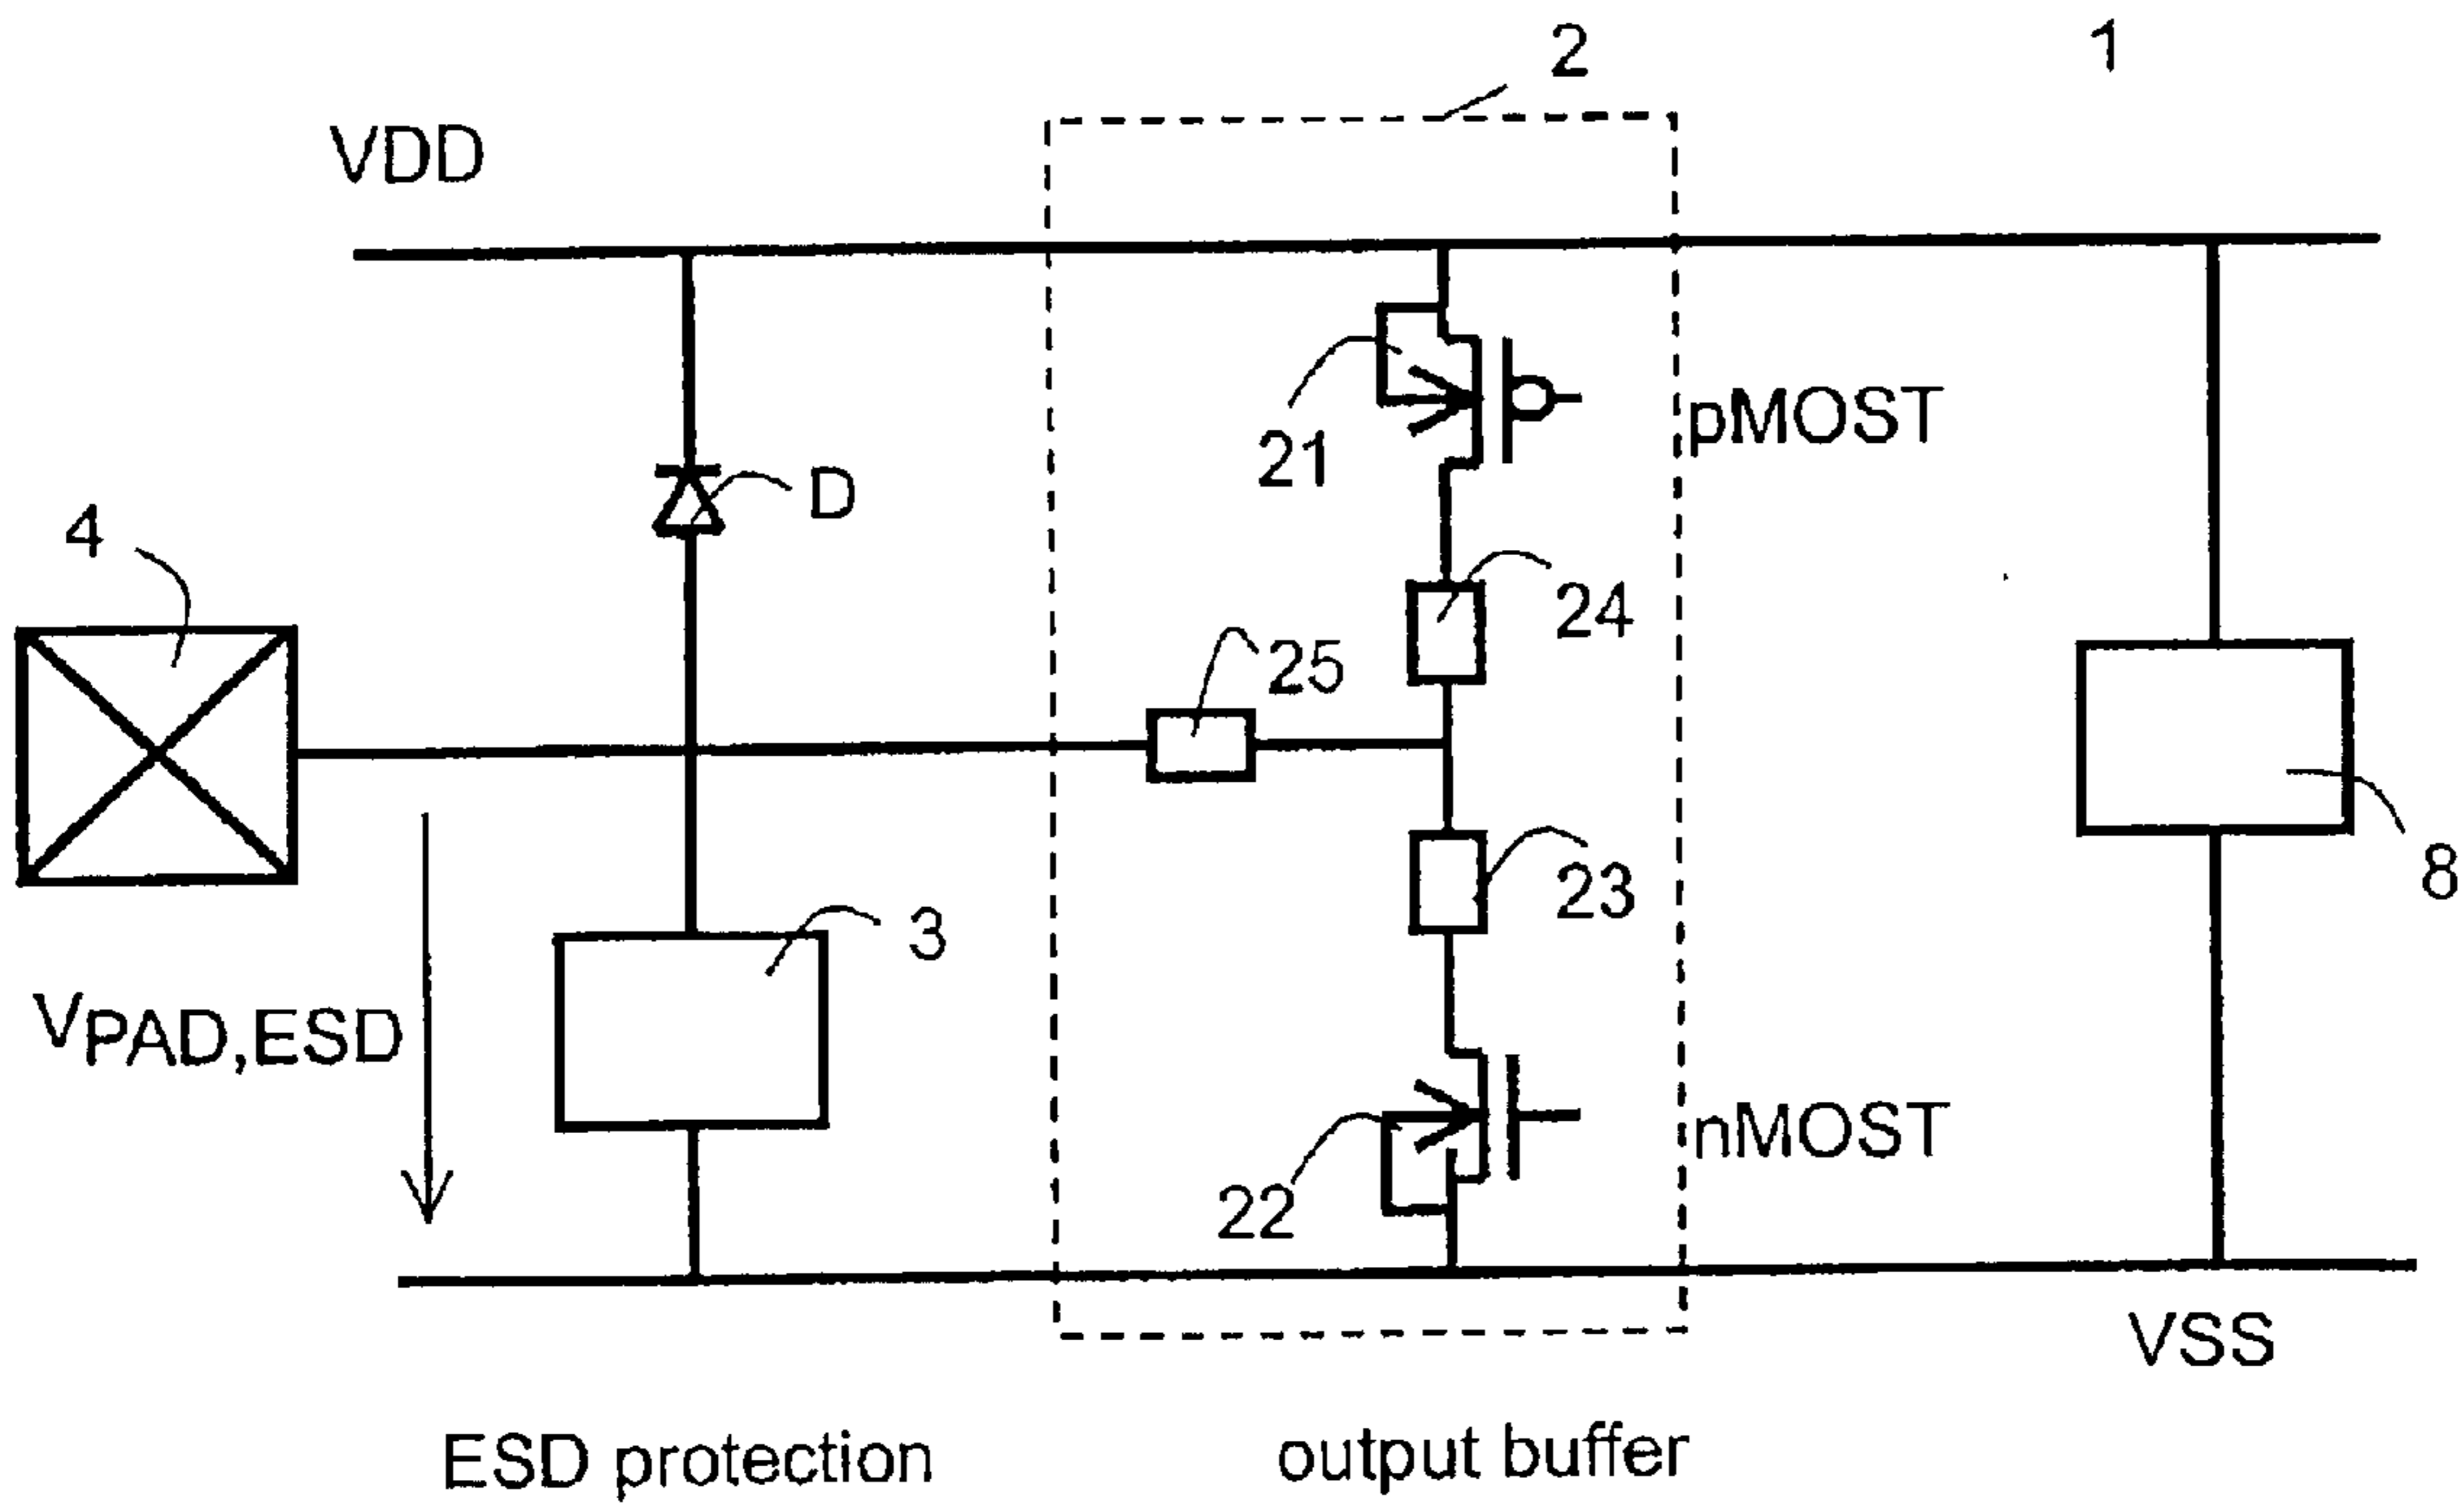 2
1
VDD
21
pMOST
D
4
24
25
8
23
3
VPAD,ESD
nMOST
22
VSS
ESD protection
output buffer